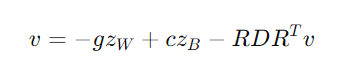 v = −gz_W + cz_B − RDR^T v